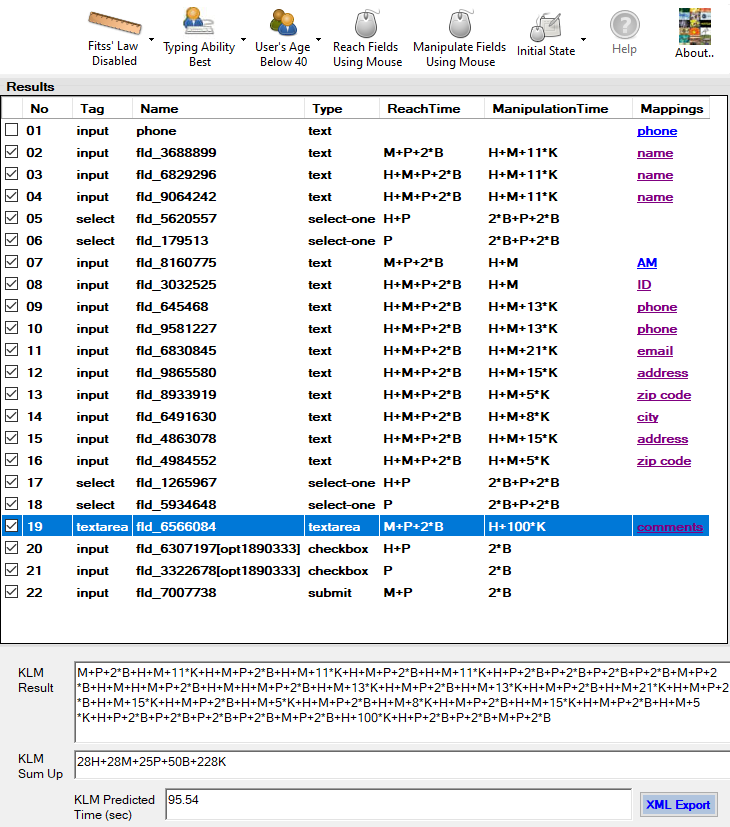 Fitss' Law Disabled
Typing Ability Best
User's Age Below 40
Reach Fields Using Mouse
Manipulate Fields Using Mouse
Initial State
Help
About..
Results
No Tag Name Type ReachTime ManipulationTime Mappings
01 input phone text phone
02 input fld_3688899 text M+P+2*B H+M+11*K name
03 input fld_6829296 text H+M+P+2*B H+M+11*K name
04 input fld_9064242 text H+M+P+2*B H+M+11*K name
05 select fld_5620557 select-one H+P 2*B+P+2*B
06 select fld_179513 select-one P 2*B+P+2*B
07 input fld_8160775 text M+P+2*B H+M AM
08 input fld_3032525 text H+M+P+2*B H+M ID
09 input fld_645468 text H+M+P+2*B H+M+13*K phone
10 input fld_9581227 text H+M+P+2*B H+M+13*K phone
11 input fld_6830845 text H+M+P+2*B H+M+21*K email
12 input fld_9865580 text H+M+P+2*B H+M+15*K address
13 input fld_8933919 text H+M+P+2*B H+M+5*K zip code
14 input fld_6491630 text H+M+P+2*B H+M+8*K city
15 input fld_4863078 text H+M+P+2*B H+M+15*K address
16 input fld_4984552 text H+M+P+2*B H+M+5*K zip code
17 select fld_1265967 select-one H+P 2*B+P+2*B
18 select fld_5934648 select-one P 2*B+P+2*B
19 textarea fld_6566084 textarea M+P+2*B H+100*K comments
20 input fld_6307197[opt1890333] checkbox H+P 2*B
21 input fld_3322678[opt1890333] checkbox P 2*B
22 input fld_7007738 submit M+P 2*B
KLM Result
M+P+2*B+H+M+11*K+H+M+P+2*B+H+M+11*K+H+M+P+2*B+H+M+11*K+H+P+2*B+P+2*B+P+2*B+P+2*B+M+P+2
*B+H+M+H+M+P+2*B+H+M+H+M+P+2*B+H+M+13*K+H+M+P+2*B+H+M+13*K+H+M+P+2*B+H+M+21*K+H+M+P+2
*B+H+M+15*K+H+M+P+2*B+H+M+5*K+H+M+P+2*B+H+M+8*K+H+M+P+2*B+H+M+15*K+H+M+P+2*B+H+M+5
*K+H+P+2*B+P+2*B+P+2*B+P+2*B+M+P+2*B+H+100*K+H+P+2*B+P+2*B+M+P+2*B
KLM Sum Up
28H+28M+25P+50B+228K
KLM Predicted Time (sec)
95.54
XML Export